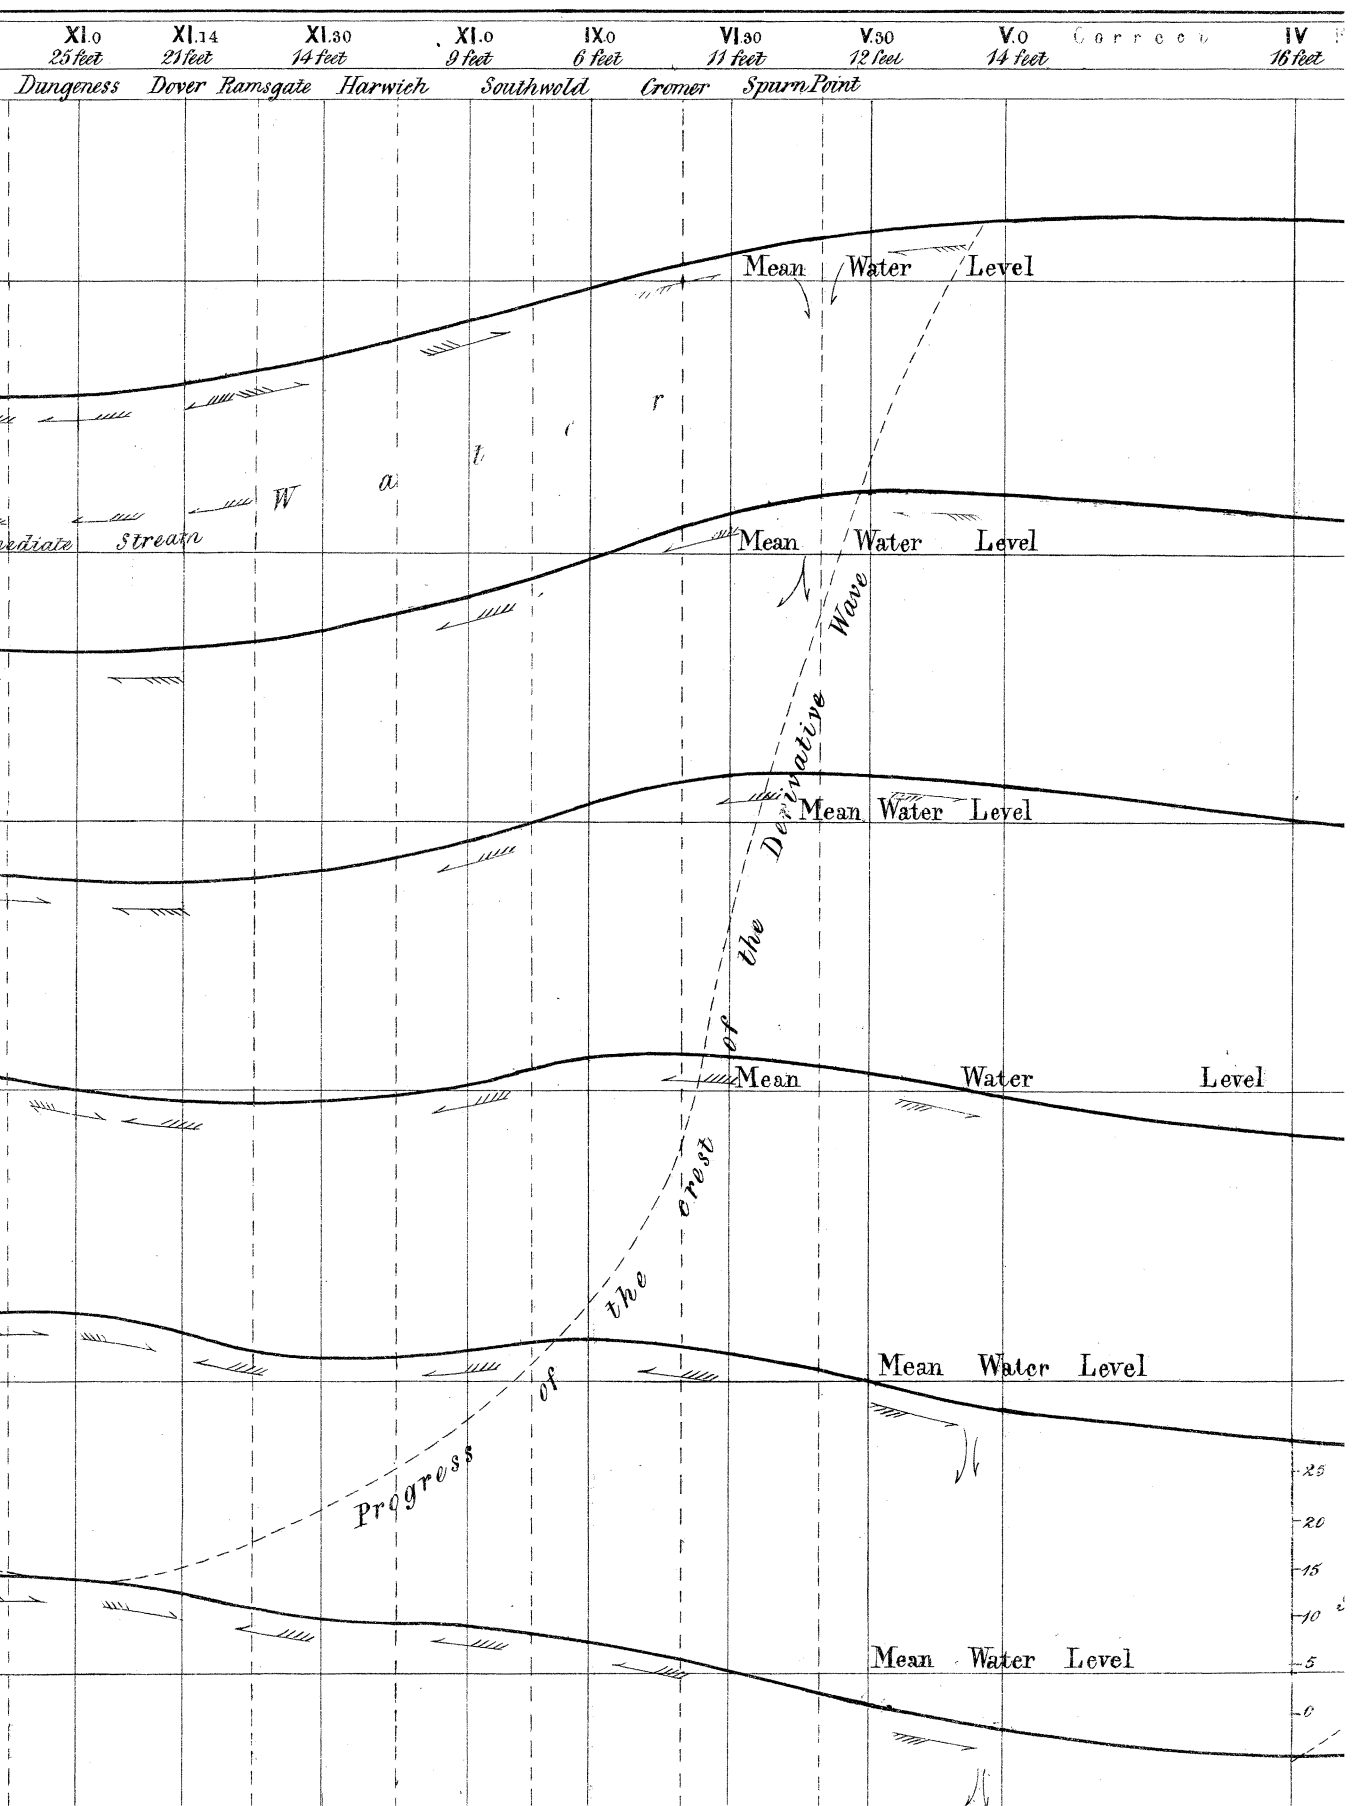 XI.0 XI.14 XI.30 XI.0 IX.0 VI.30 V.30 V.0 IV
25 feet 21 feet 14 feet 9 feet 6 feet 11 feet 12 feet 14 feet 16 feet
Dungeness Dover Ramsgate Harwich Southwold Cromer Spurn Point
Mean Water Level
Water
Stream
Mean Water Level
Mean Water Level
Mean Water Level
Mean Water Level
Progress of the crest of the Derivative Wave
25
20
15
10
Mean Water Level
5
0